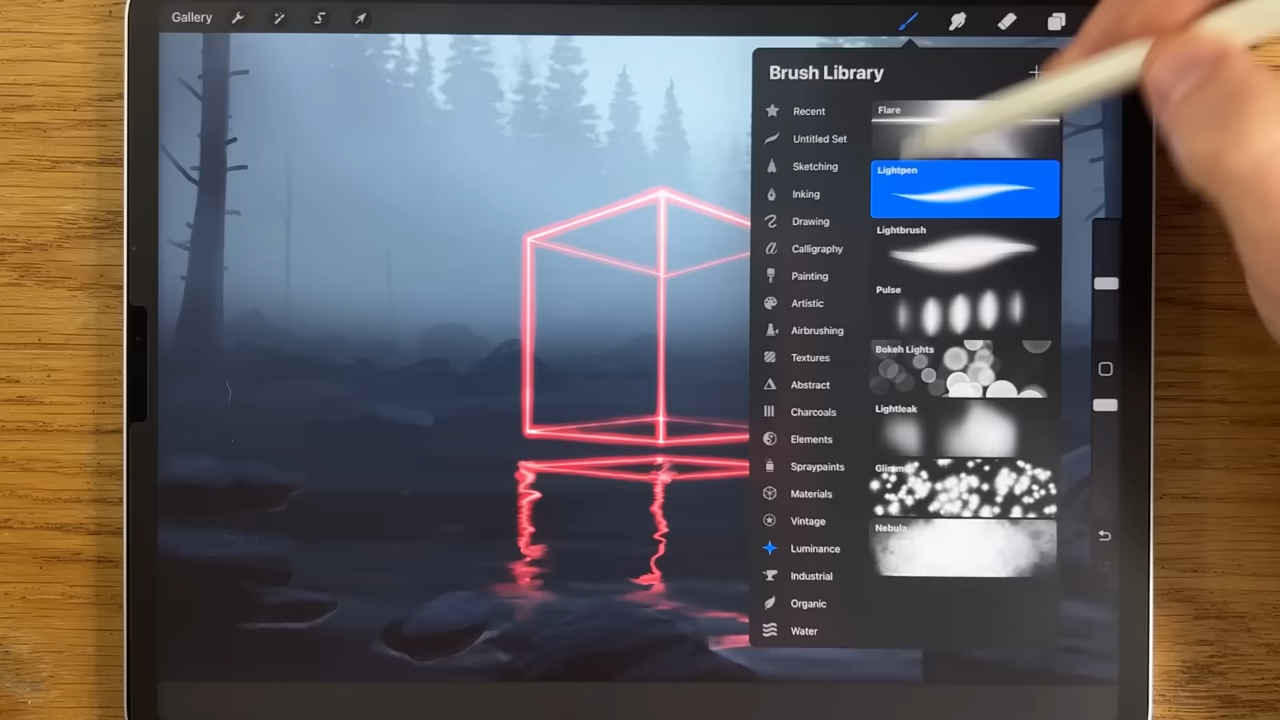 Gallery
Brush Library
Recent
Untitled Set
Sketching
Inking
Drawing
Calligraphy
Painting
Artistic
Airbrushing
Textures
Abstract
Charcoals
Elements
Spraypaints
Materials
Vintage
Luminance
Industrial
Organic
Water
Flare
Lightpen
Lightbrush
Pulse
Bokeh Lights
Lightleak
Glimmer
Nebula